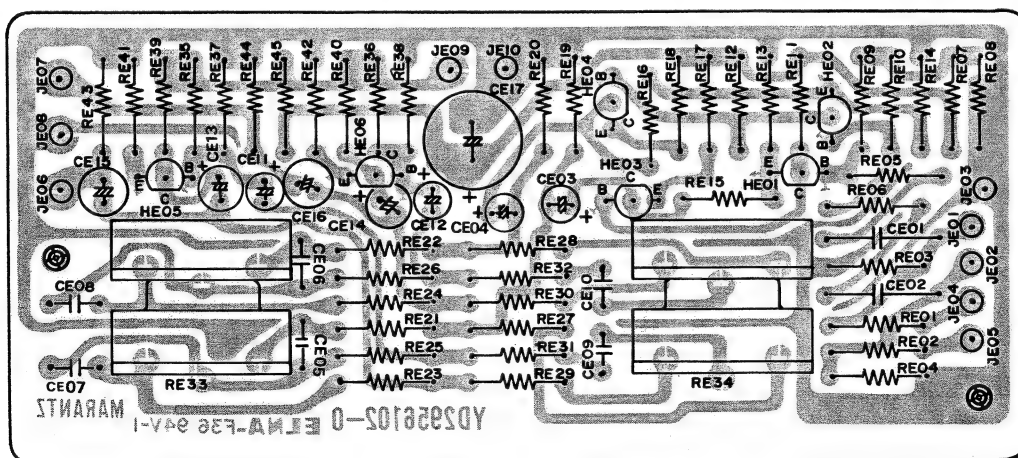 JE07
RE43
RE41
RE39
RE35
RE37
RE44
RE45
RE42
RE40
RE36
RE38
JE09
JE10
RE20
RE19
HE04
RE16
RE18
RE17
RE12
RE13
RE11
HE02
RE09
RE10
RE14
RE07
RE08
CE17
B
E
C
E
C
B
JE08
CE15
CE13
CE11
HE06
C
E
B
E
B
C
HE03
B
C
E
HE01
E
B
C
RE05
RE06
JE03
JE06
HE05
CE16
CE14
CE12
CE04
CE03
RE15
JE01
CE06
RE22
RE28
CE01
RE26
RE32
RE03
JE02
CE08
RE24
CE10
RE30
CE02
JE04
RE21
RE27
RE01
CE05
RE25
RE31
CE09
RE02
JE05
CE07
RE33
RE23
RE29
RE34
RE04
MARANTZ
ELNA-F36 94V-1
YD2956102-0